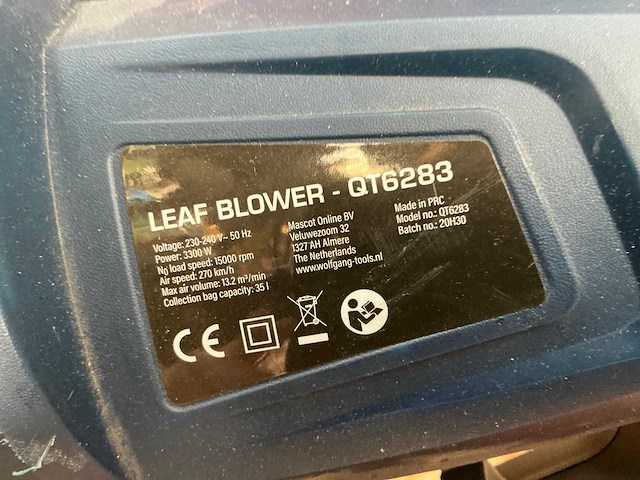 LEAF BLOWER - QT6283
Voltage: 230-240 V~ 50 Hz
Power: 3300 W
No load speed: 15000 rpm
Air speed: 270 km/h
Max air volume: 13.2 m³/min
Collection bag capacity: 35 l
Mascot Online BV
Veluwezoom 32
1327 AH Almere
The Netherlands
www.wolfgang-tools.nl
Made in PRC
Model no.: QT6283
Batch no.: 20H30
CE